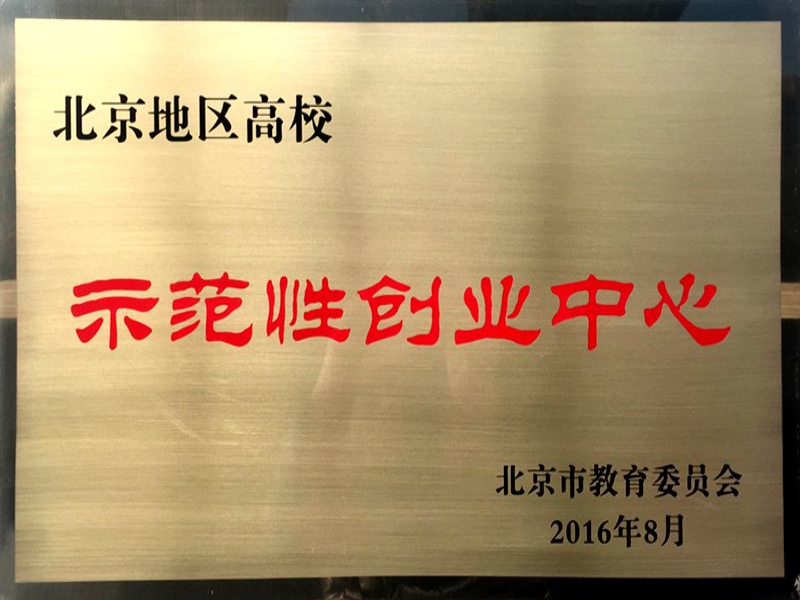 北京地区高校
示范性创业中心
北京市教育委员会
2016年8月